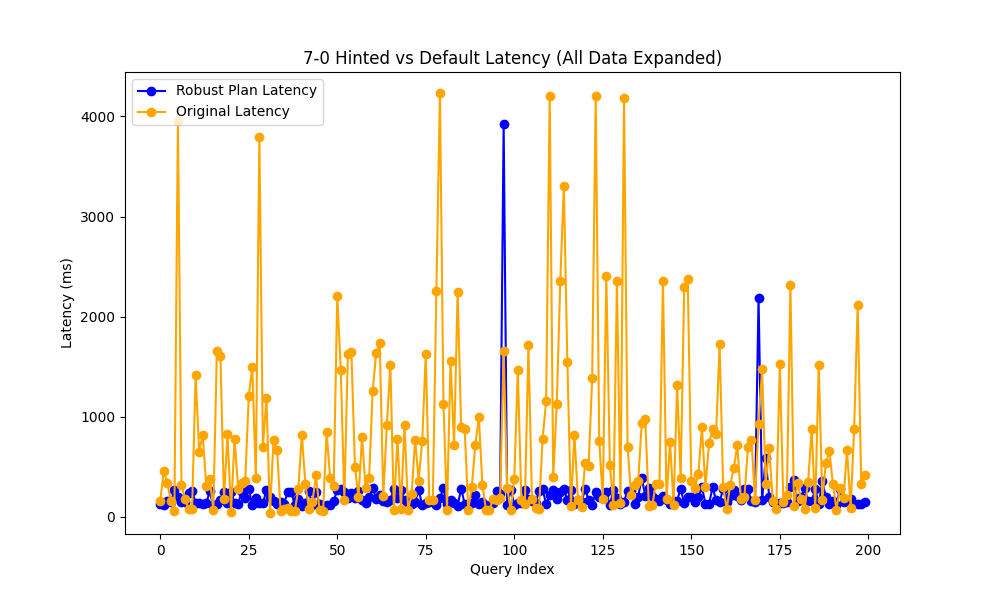 7-0 Hinted vs Default Latency (All Data Expanded)
Robust Plan Latency
Original Latency
Latency (ms)
4000
3000
2000
1000
0
0 25 50 75 100 125 150 175 200
Query Index